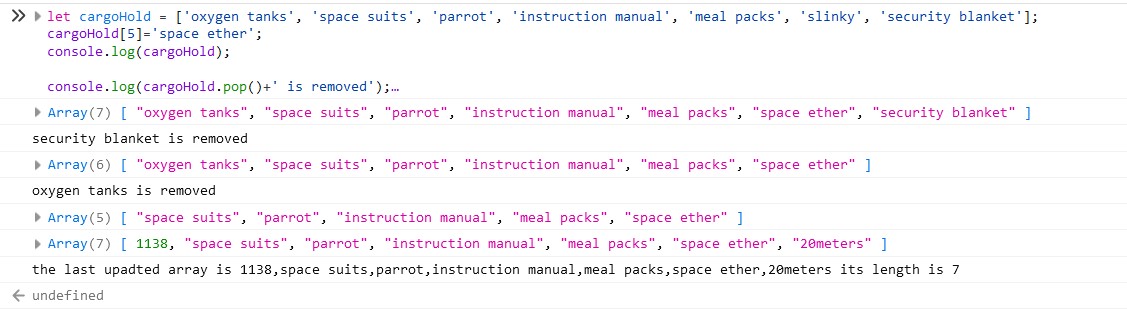 let cargoHold = ['oxygen tanks', 'space suits', 'parrot', 'instruction manual', 'meal packs', 'slinky', 'security blanket'];
cargoHold[5]='space ether';
console.log(cargoHold);
console.log(cargoHold.pop()+' is removed');…
Array(7) [ "oxygen tanks", "space suits", "parrot", "instruction manual", "meal packs", "space ether", "security blanket" ]
security blanket is removed
Array(6) [ "oxygen tanks", "space suits", "parrot", "instruction manual", "meal packs", "space ether" ]
oxygen tanks is removed
Array(5) [ "space suits", "parrot", "instruction manual", "meal packs", "space ether" ]
Array(7) [ 1138, "space suits", "parrot", "instruction manual", "meal packs", "space ether", "20meters" ]
the last upadted array is 1138,space suits,parrot,instruction manual,meal packs,space ether,20meters its length is 7
undefined